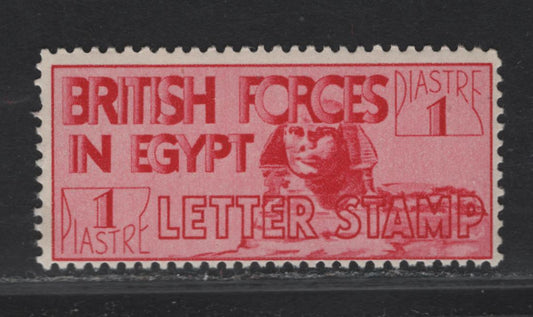 BRITISH FORCES
IN EGYPT
PIASTRE
1
1
PIASTRE
LETTER STAMP